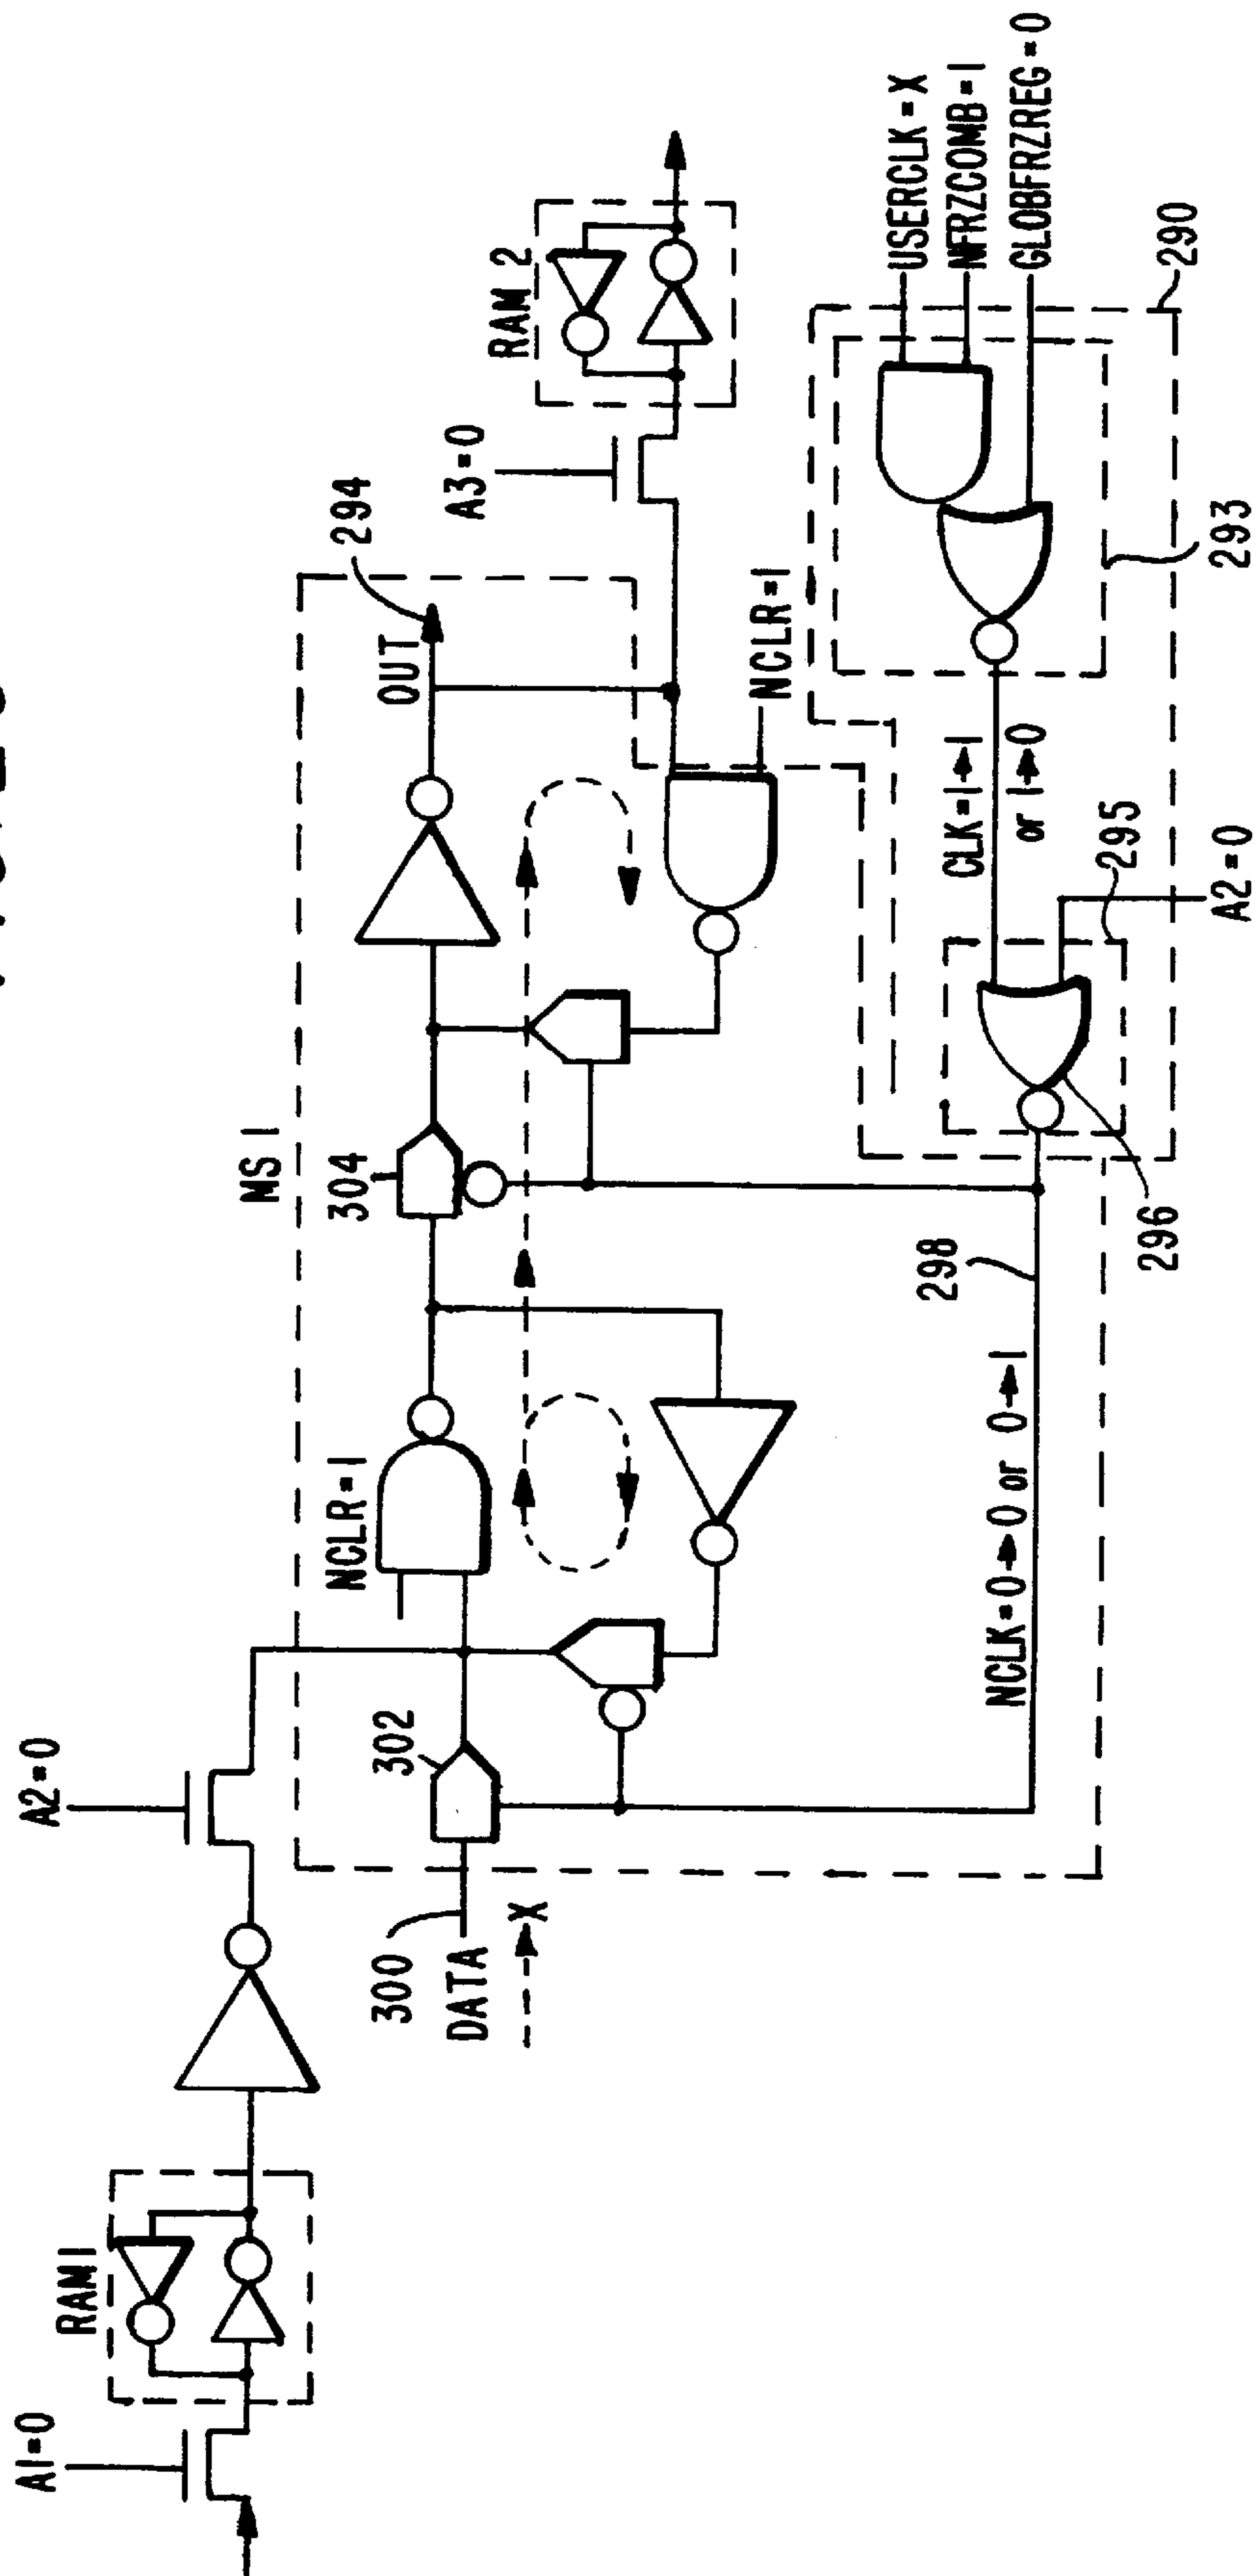 A1=0
RAM1
A2=0
300
DATA
X
302
NCLR=1
MS1
304
OUT
294
A3=0
RAM 2
NCLR=1
NCLK=0→0 or 0→1
298
296
295
A2=0
CLK=1→1
or 1→0
293
290
USERCLK=X
NFRZCOMB=1
GLOBFRZREG=0